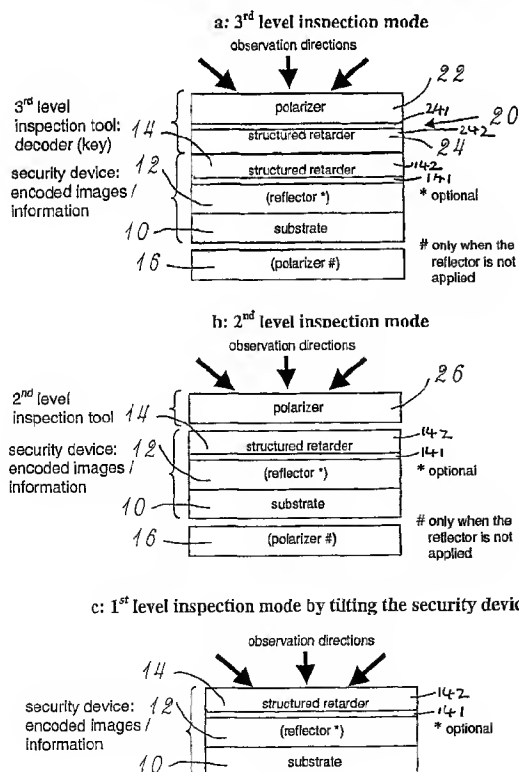 a: 3rd level inspection mode
observation directions
22
polarizer
241
20
3rd level
inspection tool:
decoder (key)
14
structured retarder
242
24
security device:
encoded images /
information
12
structured retarder
142
141
(reflector *)
* optional
10
substrate
16
(polarizer #)
# only when the
reflector is not
applied
b: 2nd level inspection mode
observation directions
26
2nd level
inspection tool
polarizer
14
security device:
encoded images /
information
12
structured retarder
142
141
(reflector *)
* optional
10
substrate
16
(polarizer #)
# only when the
reflector is not
applied
c: 1st level inspection mode by tilting the security devic
observation directions
14
security device:
encoded images /
information
12
structured retarder
142
141
(reflector *)
* optional
10
substrate